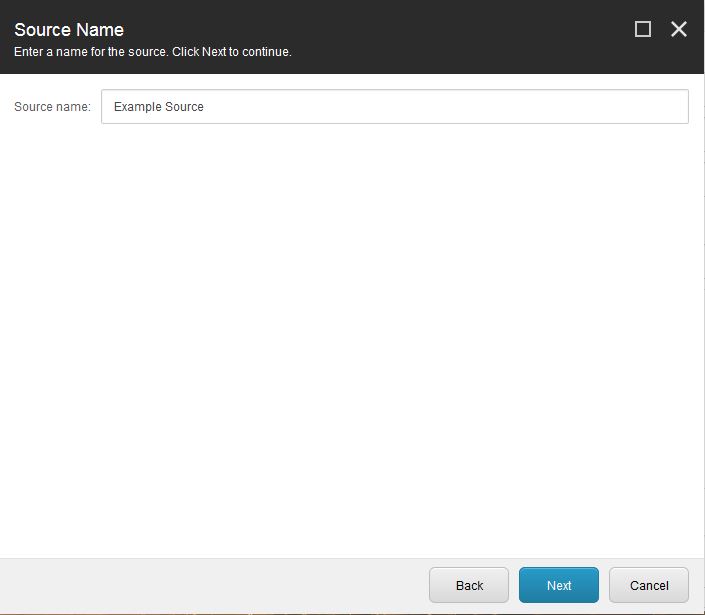 Source Name
Enter a name for the source. Click Next to continue.
Source name: Example Source
Back Next Cancel